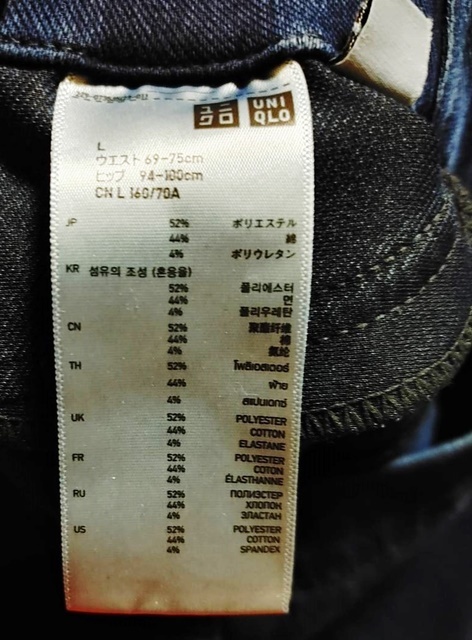 ユニ
クロ
UNI
QLO
L
ウエスト 69-75cm
ヒップ 94-100cm
CN L 160/70A
JP 52% ポリエステル
44% 綿
4% ポリウレタン
KR 섬유의 조성 (혼용율)
52% 폴리에스터
44% 면
4% 폴리우레탄
CN 52% 聚酯纤维
44% 棉
4% 氨纶
TH 52% โพลีเอสเตอร์
44% ฝ้าย
4% สแปนเดกซ์
UK 52% POLYESTER
44% COTTON
4% ELASTANE
FR 52% POLYESTER
44% COTON
4% ÉLASTHANNE
RU 52% ПОЛИЭСТЕР
44% ХЛОПОК
4% ЭЛАСТАН
US 52% POLYESTER
44% COTTON
4% SPANDEX